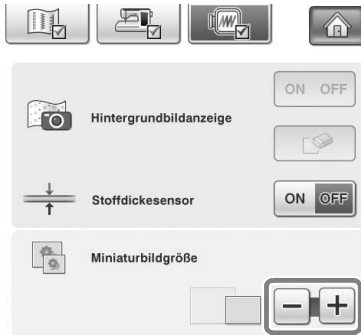 ON OFF
Hintergrundbildanzeige
Stoffdickesensor
ON OFF
Miniaturbildgröße
− +